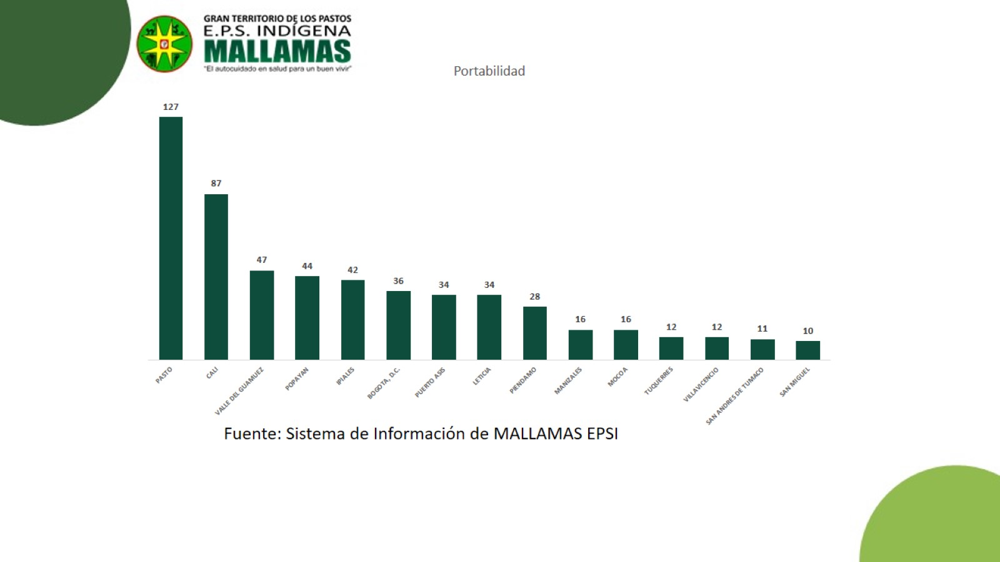 GRAN TERRITORIO DE LOS PASTOS
E.P.S. INDÍGENA
MALLAMAS
"El autocuidado en salud para un buen vivir"
Portabilidad
127
87
47
44
42
36
34
34
28
16
16
12
12
11
10
PASTO
CALI
VALLE DEL GUAMUEZ
POPAYAN
IPIALES
BOGOTA, D.C.
PUERTO ASIS
LETICIA
PIENDAMO
MANIZALES
MOCOA
TUQUERRES
VILLAVICENCIO
SAN ANDRES DE TUMACO
SAN MIGUEL
Fuente: Sistema de Información de MALLAMAS EPSI